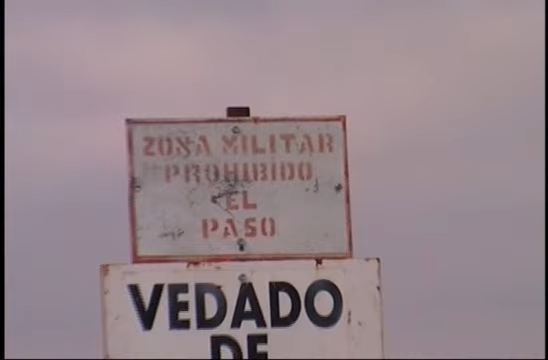 ZONA MILITAR
PROHIBIDO
EL
PASO
VEDADO
DE